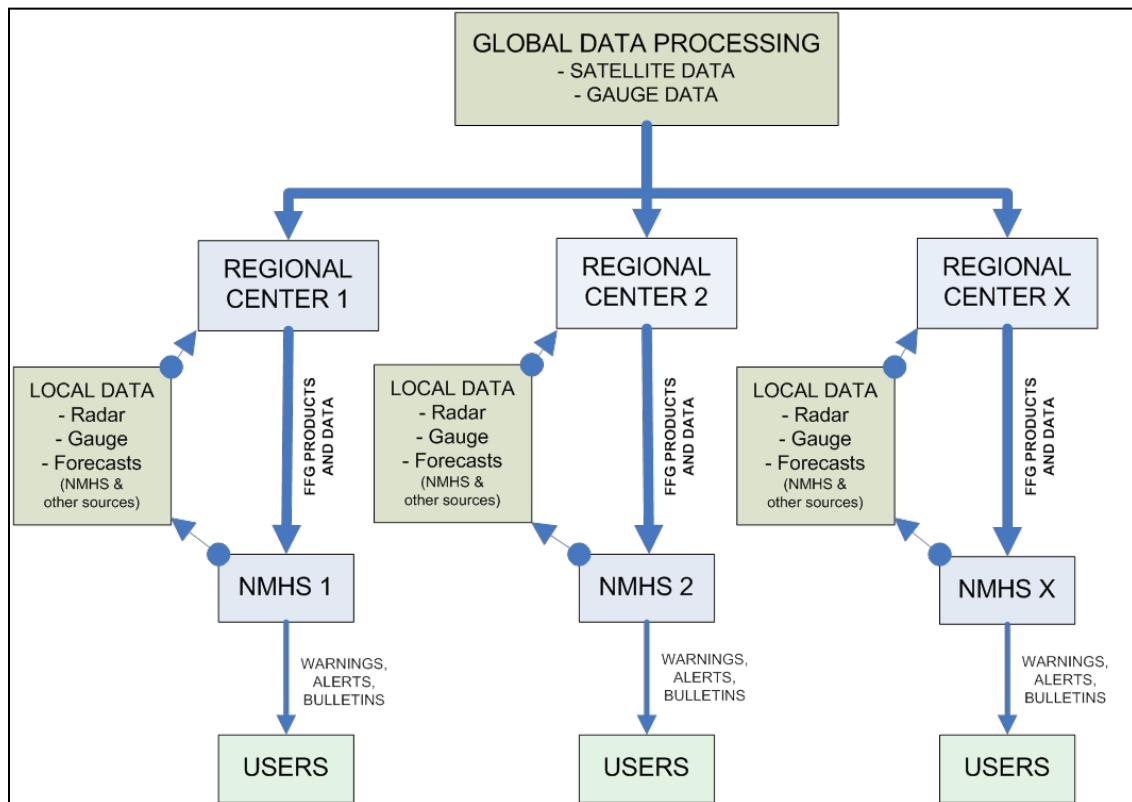 GLOBAL DATA PROCESSING
- SATELLITE DATA
- GAUGE DATA
REGIONAL
CENTER 1
REGIONAL
CENTER 2
REGIONAL
CENTER X
LOCAL DATA
- Radar
- Gauge
- Forecasts
(NMHS &
other sources)
FFG PRODUCTS
AND DATA
LOCAL DATA
- Radar
- Gauge
- Forecasts
(NMHS &
other sources)
FFG PRODUCTS
AND DATA
LOCAL DATA
- Radar
- Gauge
- Forecasts
(NMHS &
other sources)
FFG PRODUCTS
AND DATA
NMHS 1
NMHS 2
NMHS X
WARNINGS,
ALERTS,
BULLETINS
WARNINGS,
ALERTS,
BULLETINS
WARNINGS,
ALERTS,
BULLETINS
USERS
USERS
USERS